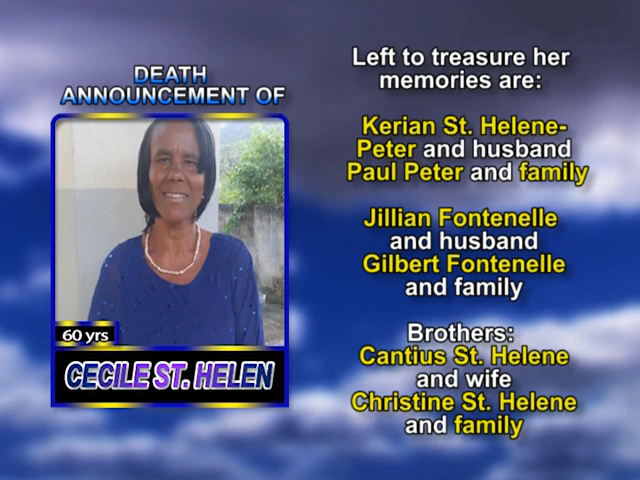 DEATH
ANNOUNCEMENT OF
60 yrs
CECILE ST. HELEN
Left to treasure her
memories are:
Kerian St. Helene-
Peter and husband
Paul Peter and family
Jillian Fontenelle
and husband
Gilbert Fontenelle
and family
Brothers:
Cantius St. Helene
and wife
Christine St. Helene
and family